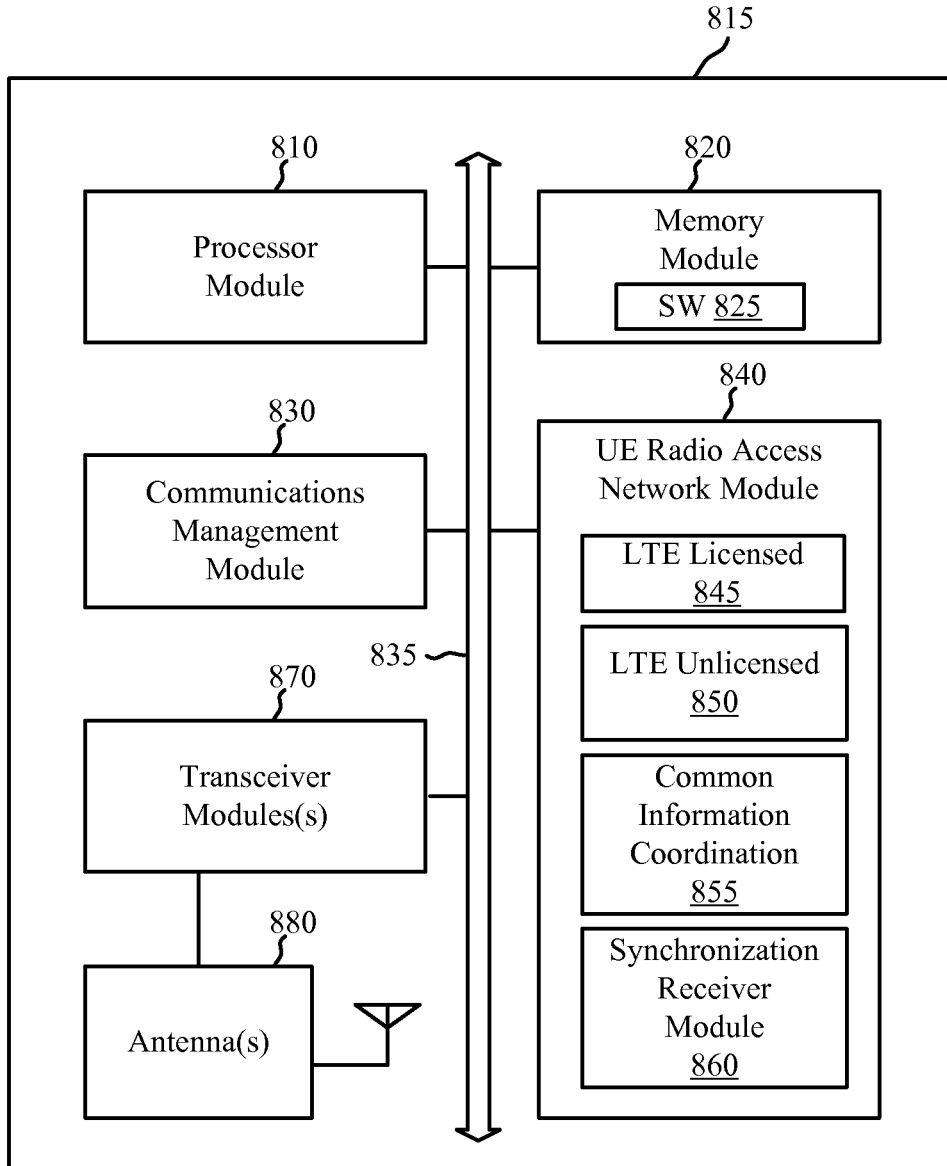 815
810
Processor
Module
820
Memory
Module
SW 825
830
Communications
Management
Module
840
UE Radio Access
Network Module
LTE Licensed
845
LTE Unlicensed
850
Common
Information
Coordination
855
Synchronization
Receiver
Module
860
835
870
Transceiver
Modules(s)
880
Antenna(s)